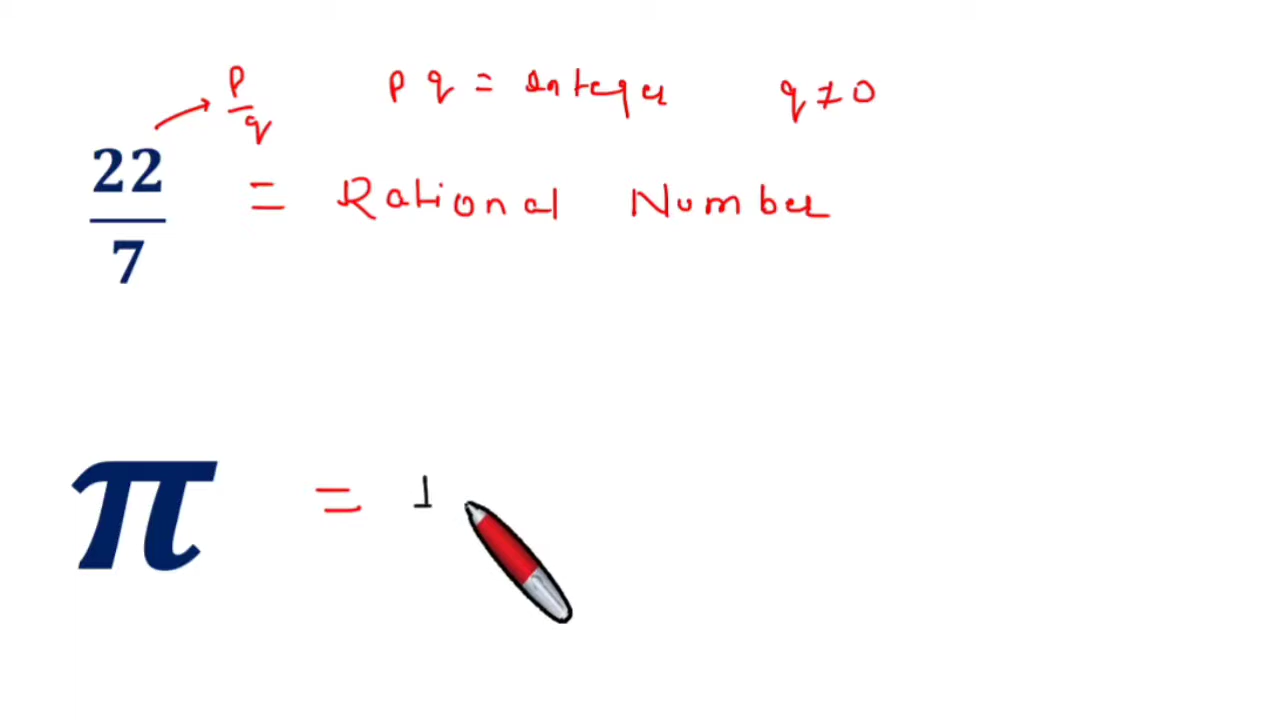 p/q p q = Integer q ≠ 0
22/7 = Rational Number
π = I